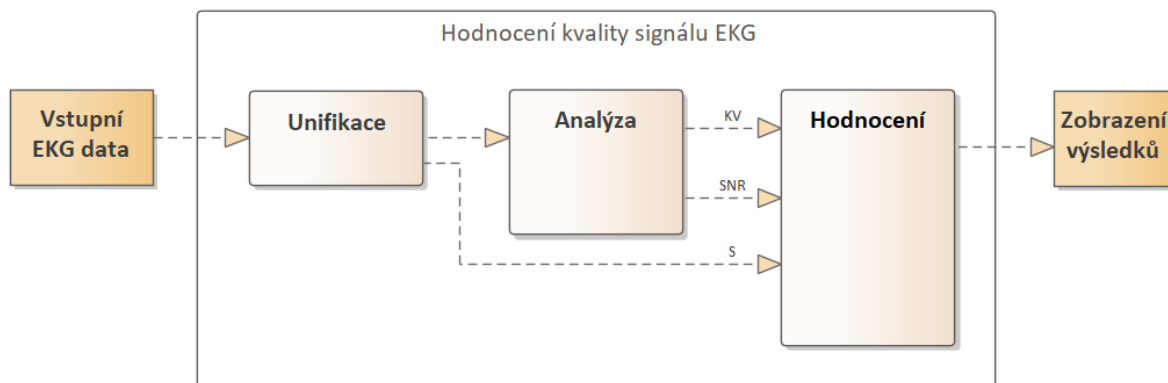 Hodnocení kvality signálu EKG
Vstupní
EKG data
Unifikace
Analýza
KV
SNR
S
Hodnocení
Zobrazení
výsledků